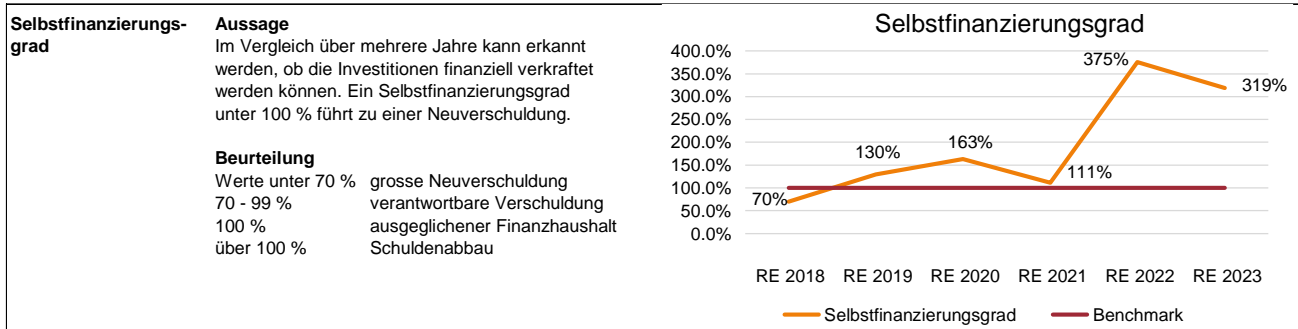 Selbstfinanzierungs-
grad
Aussage
Im Vergleich über mehrere Jahre kann erkannt
werden, ob die Investitionen finanziell verkraftet
werden können. Ein Selbstfinanzierungsgrad
unter 100 % führt zu einer Neuverschuldung.
Beurteilung
Werte unter 70 % grosse Neuverschuldung
70 - 99 % verantwortbare Verschuldung
100 % ausgeglichener Finanzhaushalt
über 100 % Schuldenabbau
Selbstfinanzierungsgrad
400.0%
350.0%
300.0%
250.0%
200.0%
150.0%
100.0%
50.0%
0.0%
70%
130%
163%
111%
375%
319%
RE 2018 RE 2019 RE 2020 RE 2021 RE 2022 RE 2023
Selbstfinanzierungsgrad Benchmark